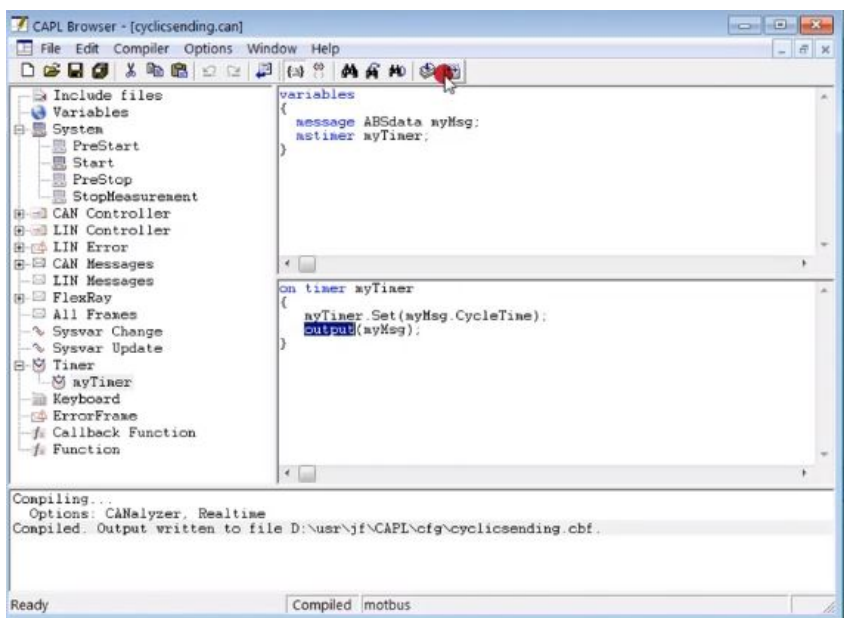 CAPL Browser - [cyclicsending.can]
File Edit Compiler Options Window Help
Include files
Variables
System
PreStart
Start
PreStop
StopMeasurement
CAN Controller
LIN Controller
LIN Error
CAN Messages
LIN Messages
FlexRay
All Frames
Sysvar Change
Sysvar Update
Timer
myTimer
Keyboard
ErrorFrame
Callback Function
Function
variables
{
message ABSdata myMsg;
mstimer myTimer;
}
on timer myTimer
{
myTimer.Set(myMsg.CycleTime);
output(myMsg);
}
Compiling...
Options: CANalyzer, Realtime
Compiled. Output written to file D:\usr\jf\CAPL\cfg\cyclicsending.cbf.
Ready Compiled motbus